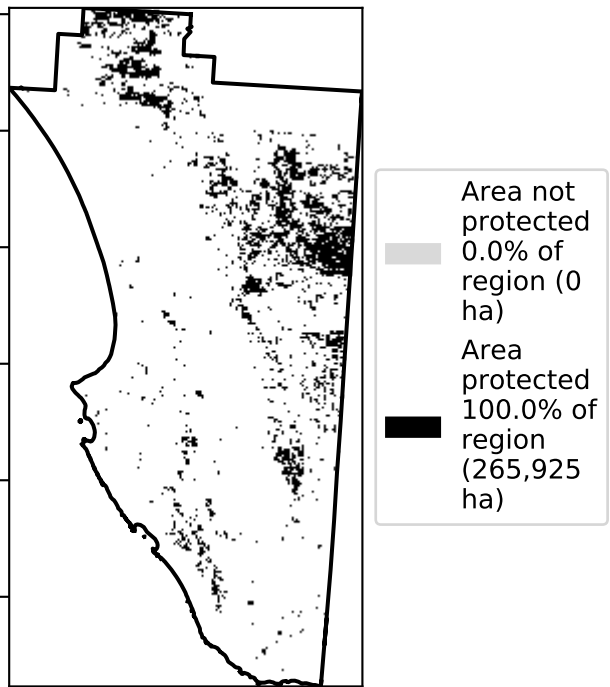 Area not
protected
0.0% of
region (0
ha)
Area
protected
100.0% of
region
(265,925
ha)